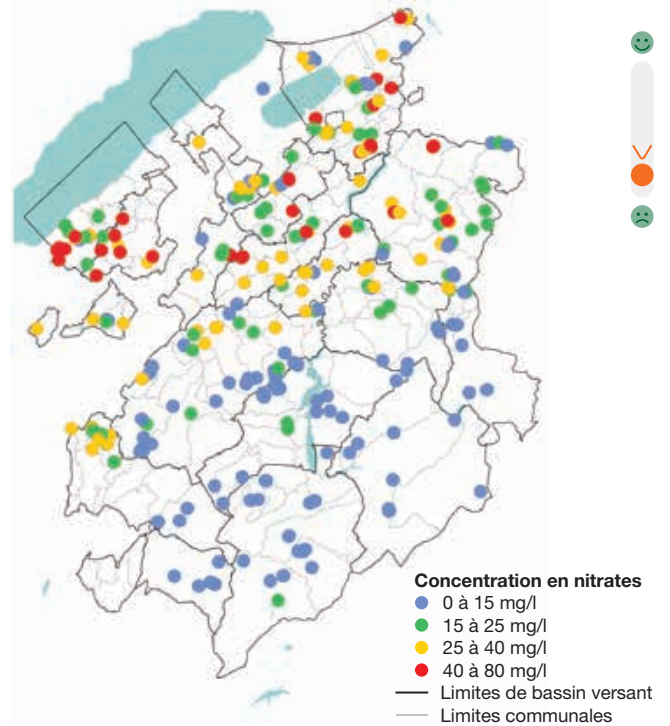 Concentration en nitrates
0 à 15 mg/l
15 à 25 mg/l
25 à 40 mg/l
40 à 80 mg/l
Limites de bassin versant
Limites communales